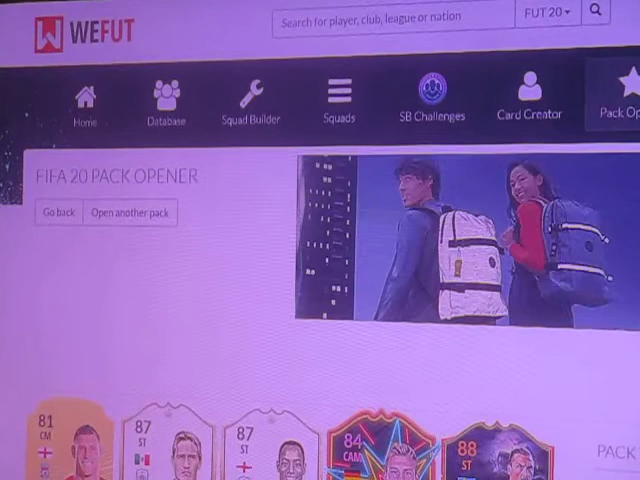 WEFUT
Search for player, club, league or nation
FUT 20
Home
Database
Squad Builder
Squads
SB Challenges
Card Creator
Pack Op
FIFA 20 PACK OPENER
Go back
Open another pack
81
CM
87
ST
87
ST
84
CAM
88
ST
PACK